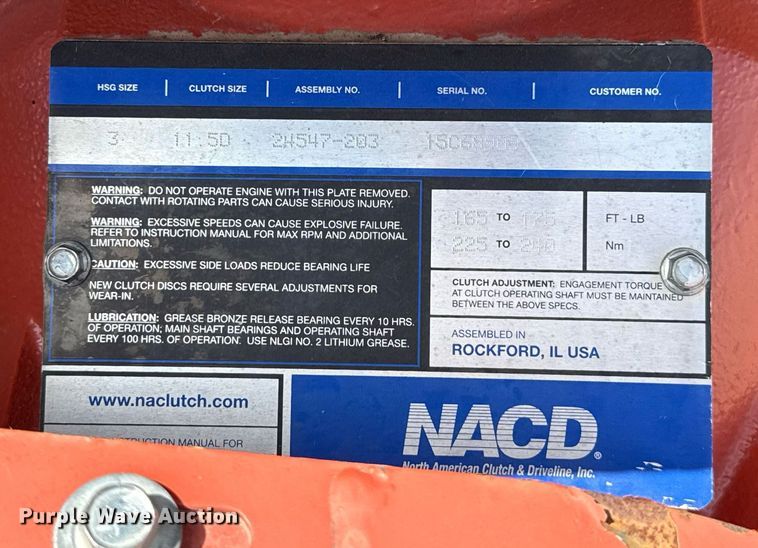 HSG SIZE CLUTCH SIZE ASSEMBLY NO. SERIAL NO. CUSTOMER NO.
3 11.5D 24547-203
WARNING: DO NOT OPERATE ENGINE WITH THIS PLATE REMOVED.
CONTACT WITH ROTATING PARTS CAN CAUSE SERIOUS INJURY.
WARNING: EXCESSIVE SPEEDS CAN CAUSE EXPLOSIVE FAILURE.
REFER TO INSTRUCTION MANUAL FOR MAX RPM AND ADDITIONAL
LIMITATIONS.
CAUTION: EXCESSIVE SIDE LOADS REDUCE BEARING LIFE
NEW CLUTCH DISCS REQUIRE SEVERAL ADJUSTMENTS FOR
WEAR-IN.
LUBRICATION: GREASE BRONZE RELEASE BEARING EVERY 10 HRS.
OF OPERATION; MAIN SHAFT BEARINGS AND OPERATING SHAFT
EVERY 100 HRS. OF OPERATION. USE NLGI NO. 2 LITHIUM GREASE.
165 TO 175 FT - LB
225 TO 240 Nm
CLUTCH ADJUSTMENT: ENGAGEMENT TORQUE
AT CLUTCH OPERATING SHAFT MUST BE MAINTAINED
BETWEEN THE ABOVE SPECS.
ASSEMBLED IN
ROCKFORD, IL USA
www.naclutch.com
INSTRUCTION MANUAL FOR
NACD®
North American Clutch & Driveline, Inc.
Purple Wave Auction